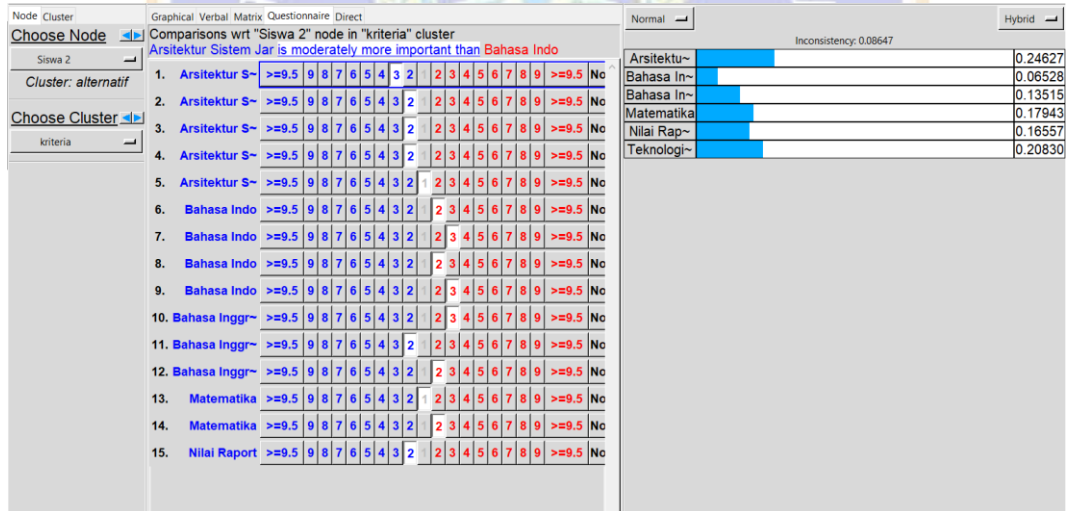 Node Cluster
Choose Node
Siswa 2
Cluster: alternatif
Choose Cluster
kriteria
Graphical Verbal Matrix Questionnaire Direct
Comparisons wrt "Siswa 2" node in "kriteria" cluster
Arsitektur Sistem Jar is moderately more important than Bahasa Indo
1. Arsitektur S~ >=9.5 9 8 7 6 5 4 3 2 1 2 3 4 5 6 7 8 9 >=9.5 No
2. Arsitektur S~ >=9.5 9 8 7 6 5 4 3 2 1 2 3 4 5 6 7 8 9 >=9.5 No
3. Arsitektur S~ >=9.5 9 8 7 6 5 4 3 2 1 2 3 4 5 6 7 8 9 >=9.5 No
4. Arsitektur S~ >=9.5 9 8 7 6 5 4 3 2 1 2 3 4 5 6 7 8 9 >=9.5 No
5. Arsitektur S~ >=9.5 9 8 7 6 5 4 3 2 1 2 3 4 5 6 7 8 9 >=9.5 No
6. Bahasa Indo >=9.5 9 8 7 6 5 4 3 2 1 2 3 4 5 6 7 8 9 >=9.5 No
7. Bahasa Indo >=9.5 9 8 7 6 5 4 3 2 1 2 3 4 5 6 7 8 9 >=9.5 No
8. Bahasa Indo >=9.5 9 8 7 6 5 4 3 2 1 2 3 4 5 6 7 8 9 >=9.5 No
9. Bahasa Indo >=9.5 9 8 7 6 5 4 3 2 1 2 3 4 5 6 7 8 9 >=9.5 No
10. Bahasa Inggr~ >=9.5 9 8 7 6 5 4 3 2 1 2 3 4 5 6 7 8 9 >=9.5 No
11. Bahasa Inggr~ >=9.5 9 8 7 6 5 4 3 2 1 2 3 4 5 6 7 8 9 >=9.5 No
12. Bahasa Inggr~ >=9.5 9 8 7 6 5 4 3 2 1 2 3 4 5 6 7 8 9 >=9.5 No
13. Matematika >=9.5 9 8 7 6 5 4 3 2 1 2 3 4 5 6 7 8 9 >=9.5 No
14. Matematika >=9.5 9 8 7 6 5 4 3 2 1 2 3 4 5 6 7 8 9 >=9.5 No
15. Nilai Raport >=9.5 9 8 7 6 5 4 3 2 1 2 3 4 5 6 7 8 9 >=9.5 No
Normal Hybrid
Inconsistency: 0.08647
Arsitektu~ 0.24627
Bahasa In~ 0.06528
Bahasa In~ 0.13515
Matematika 0.17943
Nilai Rap~ 0.16557
Teknologi~ 0.20830